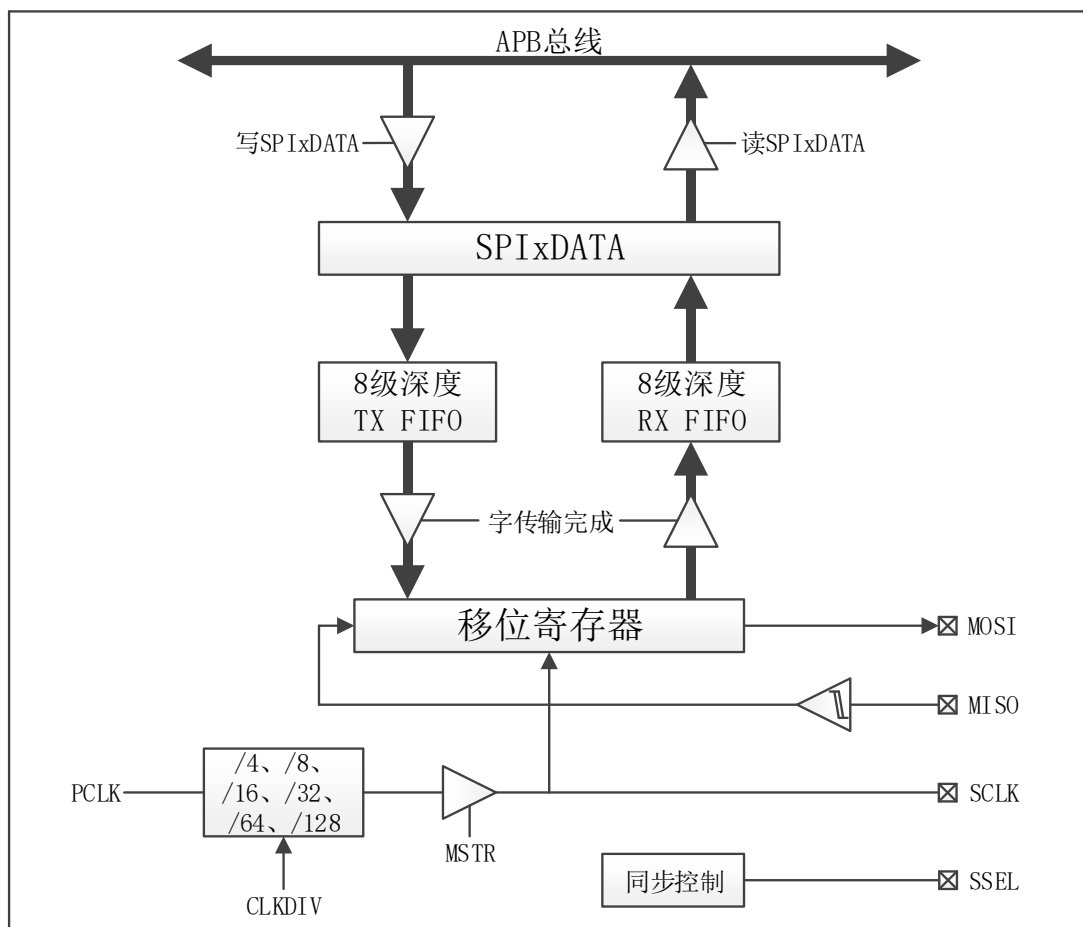 APB总线
写SPIxDATA
读SPIxDATA
SPIxDATA
8级深度
TX FIFO
8级深度
RX FIFO
字传输完成
移位寄存器
MOSI
MISO
/4、/8、
/16、/32、
/64、/128
PCLK
SCLK
MSTR
CLKDIV
同步控制
SSEL